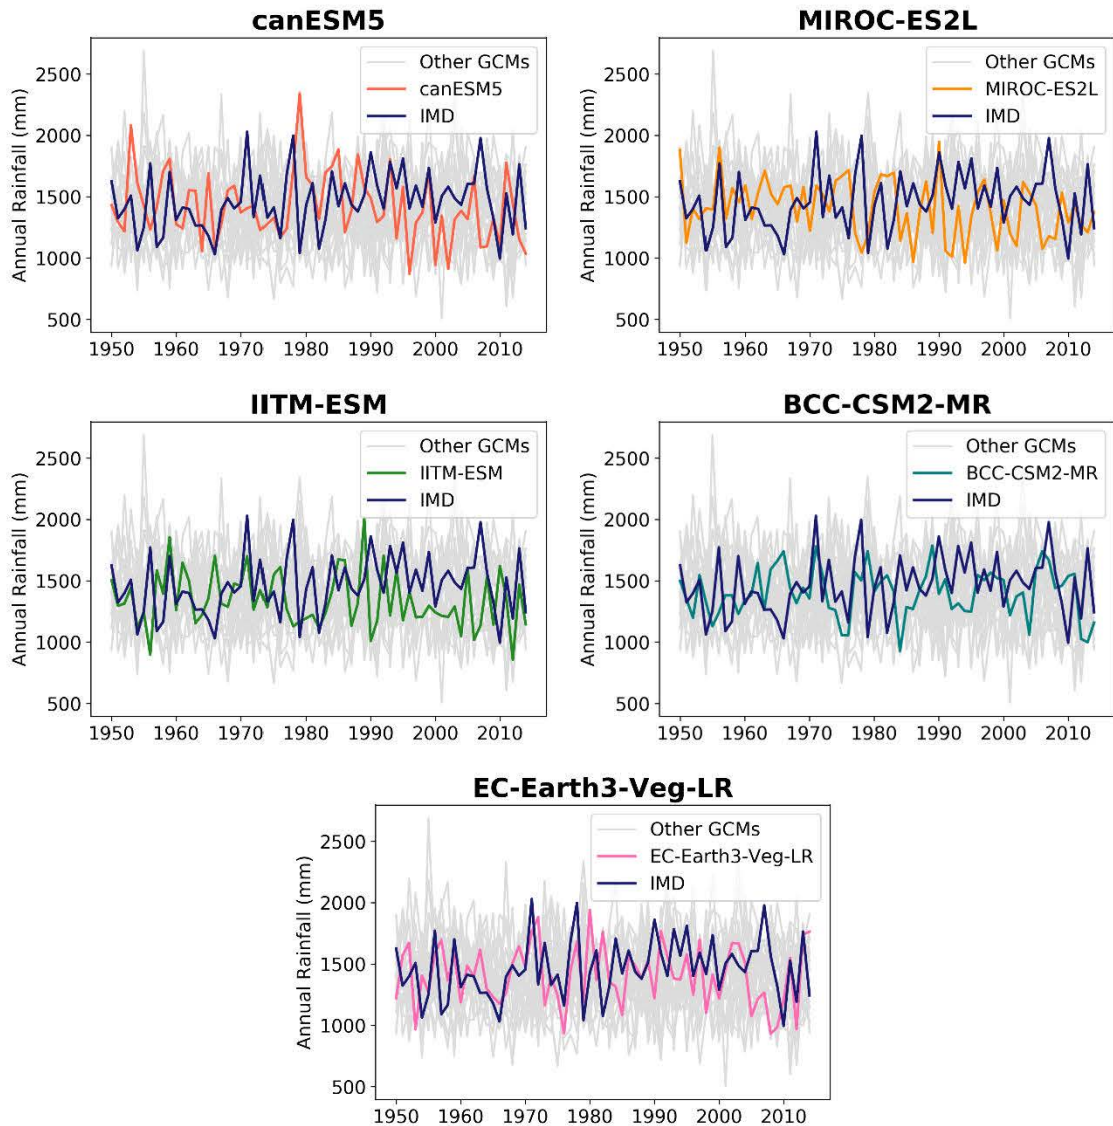 canESM5
Other GCMs
canESM5
IMD
Annual Rainfall (mm)
2500
2000
1500
1000
500
1950 1960 1970 1980 1990 2000 2010
MIROC-ES2L
Other GCMs
MIROC-ES2L
IMD
Annual Rainfall (mm)
2500
2000
1500
1000
500
1950 1960 1970 1980 1990 2000 2010
IITM-ESM
Other GCMs
IITM-ESM
IMD
Annual Rainfall (mm)
2500
2000
1500
1000
500
1950 1960 1970 1980 1990 2000 2010
BCC-CSM2-MR
Other GCMs
BCC-CSM2-MR
IMD
Annual Rainfall (mm)
2500
2000
1500
1000
500
1950 1960 1970 1980 1990 2000 2010
EC-Earth3-Veg-LR
Other GCMs
EC-Earth3-Veg-LR
IMD
Annual Rainfall (mm)
2500
2000
1500
1000
500
1950 1960 1970 1980 1990 2000 2010